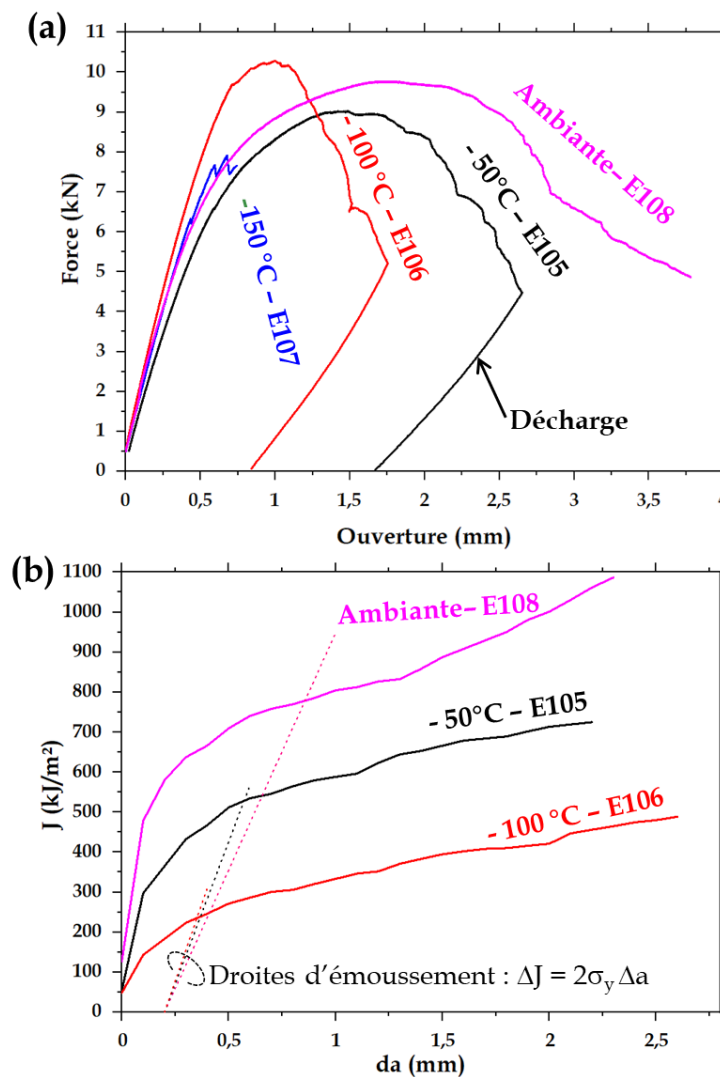 (a)
11
10
9
8
7
6
5
4
3
2
1
0
Force (kN)
0
0,5
1
1,5
2
2,5
3
3,5
4
Ouverture (mm)
-150 °C – E107
- 100 °C – E106
- 50°C – E105
Ambiante– E108
Décharge
(b)
1100
1000
900
800
700
600
500
400
300
200
100
0
J (kJ/m²)
0
0,5
1
1,5
2
2,5
da (mm)
Ambiante– E108
- 50°C – E105
- 100 °C – E106
Droites d'émoussement : ΔJ = 2σy Δa